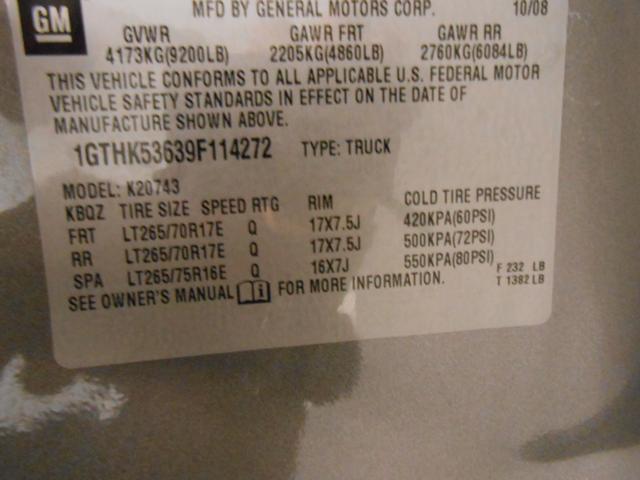 GM
MFD BY GENERAL MOTORS CORP. 10/08
GVWR GAWR FRT GAWR RR
4173KG(9200LB) 2205KG(4860LB) 2760KG(6084LB)
THIS VEHICLE CONFORMS TO ALL APPLICABLE U.S. FEDERAL MOTOR
VEHICLE SAFETY STANDARDS IN EFFECT ON THE DATE OF
MANUFACTURE SHOWN ABOVE.
1GTHK53639F114272 TYPE: TRUCK
MODEL: K20743
KBQZ TIRE SIZE SPEED RTG RIM COLD TIRE PRESSURE
FRT LT265/70R17E Q 17X7.5J 420KPA(60PSI)
RR LT265/70R17E Q 17X7.5J 500KPA(72PSI)
SPA LT265/75R16E Q 16X7J 550KPA(80PSI) F 232 LB
T 1382 LB
SEE OWNER'S MANUAL FOR MORE INFORMATION.